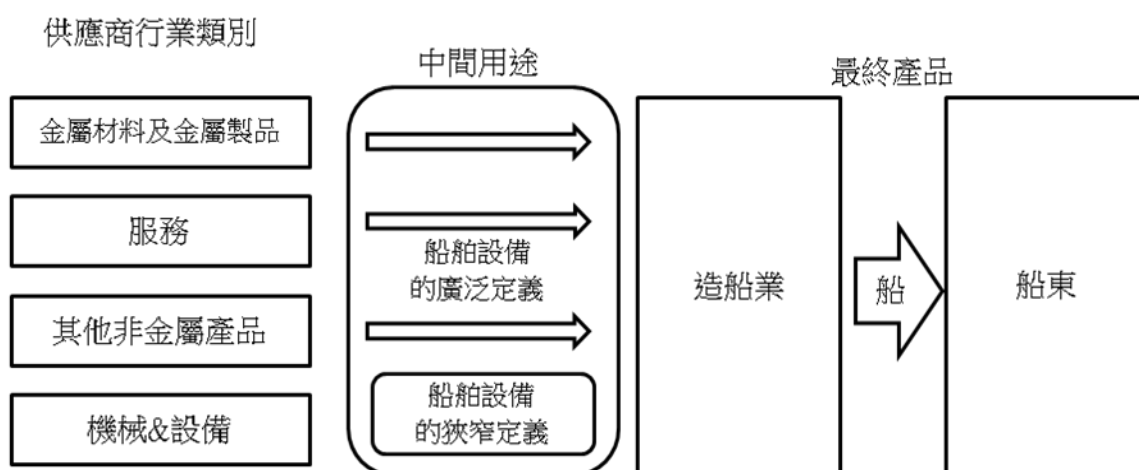 供應商行業類別
中間用途
最終產品
金屬材料及金屬製品
服務
其他非金屬產品
機械&設備
船舶設備
的廣泛定義
船舶設備
的狹窄定義
造船業
船
船東